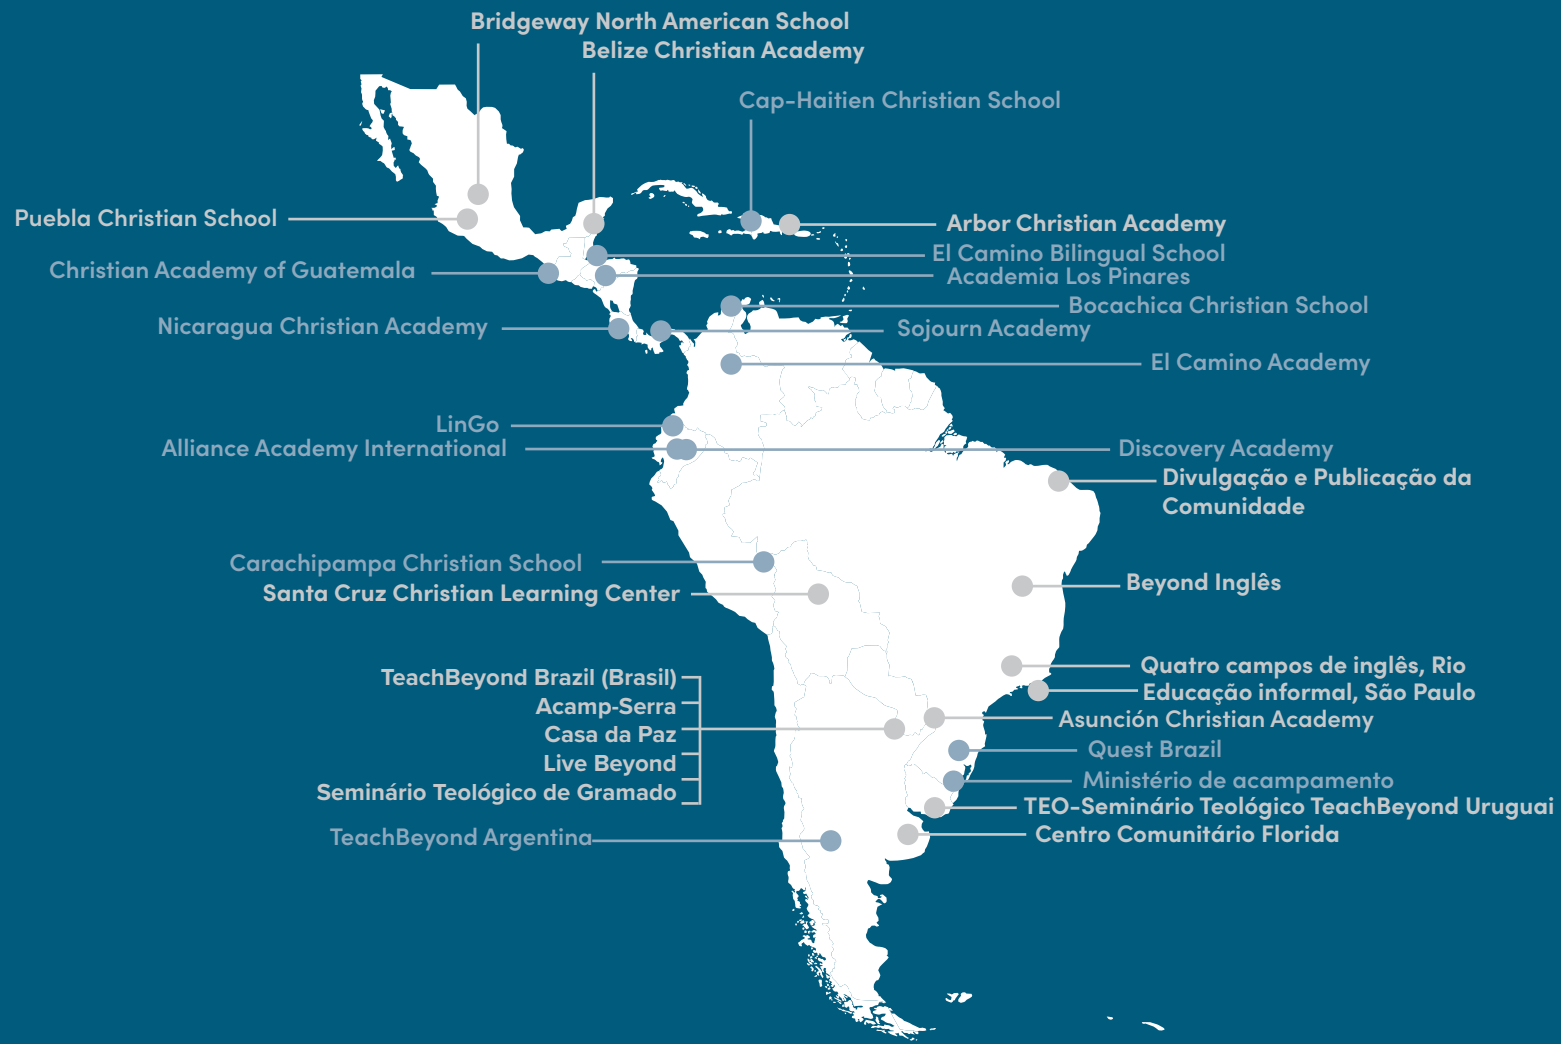 Bridgeway North American School
Belize Christian Academy
Cap-Haitien Christian School
Puebla Christian School
Arbor Christian Academy
El Camino Bilingual School
Christian Academy of Guatemala
Academia Los Pinares
Bocachica Christian School
Nicaragua Christian Academy
Sojourn Academy
El Camino Academy
LinGo
Alliance Academy International
Discovery Academy
Divulgação e Publicação da
Comunidade
Carachipampa Christian School
Beyond Inglês
Santa Cruz Christian Learning Center
Quatro campos de inglês, Rio
TeachBeyond Brazil (Brasil)
Educação informal, São Paulo
Acamp-Serra
Asunción Christian Academy
Casa da Paz
Quest Brazil
Live Beyond
Ministério de acampamento
Seminário Teológico de Gramado
TEO-Seminário Teológico TeachBeyond Uruguai
Centro Comunitário Florida
TeachBeyond Argentina